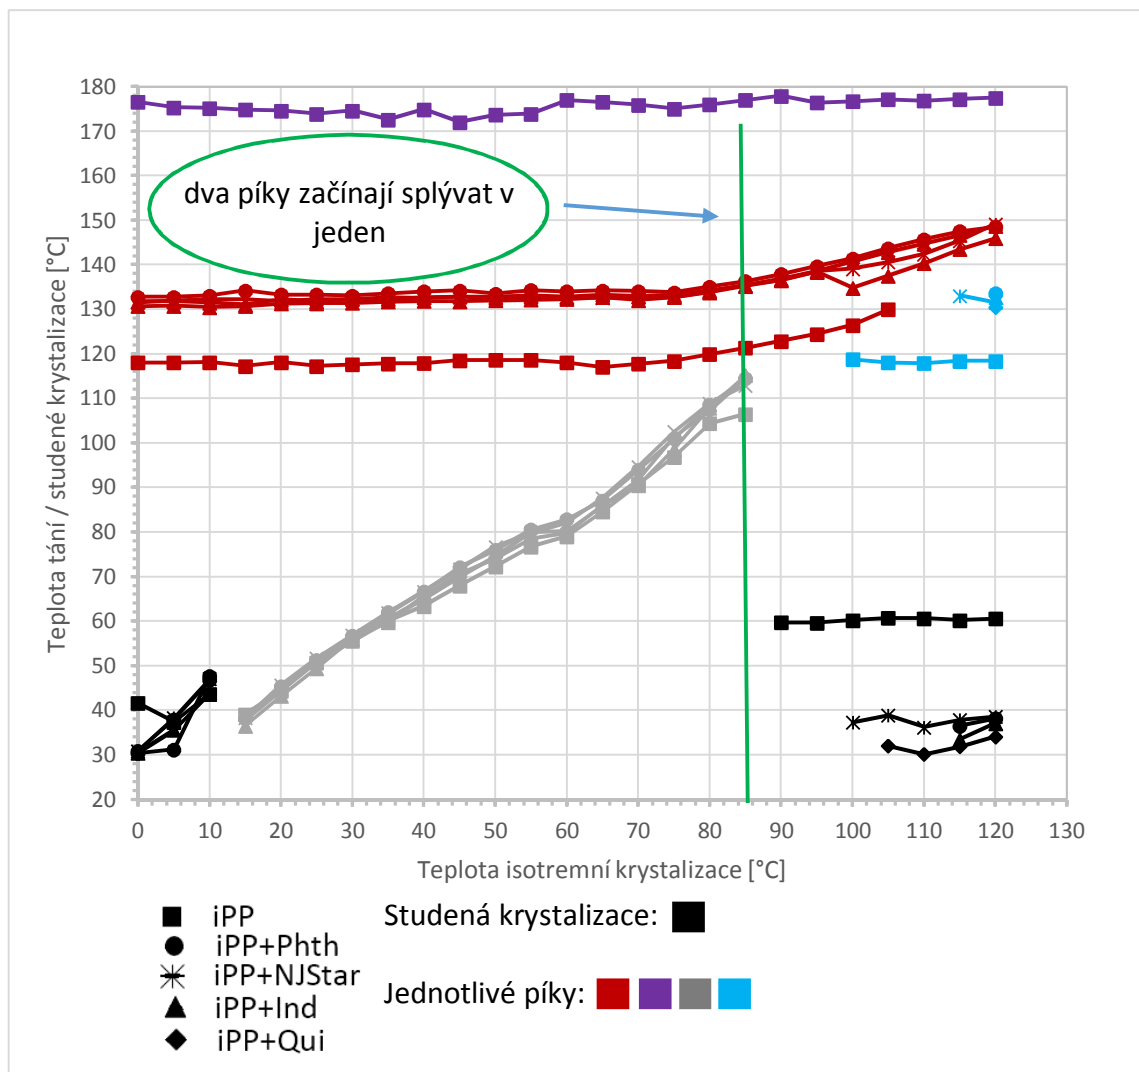 180
170
160
150
140
130
120
110
100
90
80
70
60
50
40
30
20
Teplota tání / studené krystalizace [°C]
dva píky začínají splývat v
jeden
0 10 20 30 40 50 60 70 80 90 100 110 120 130
Teplota isotremní krystalizace [°C]
iPP
iPP+Phth
iPP+NJStar
iPP+Ind
iPP+Qui
Studená krystalizace:
Jednotlivé píky: